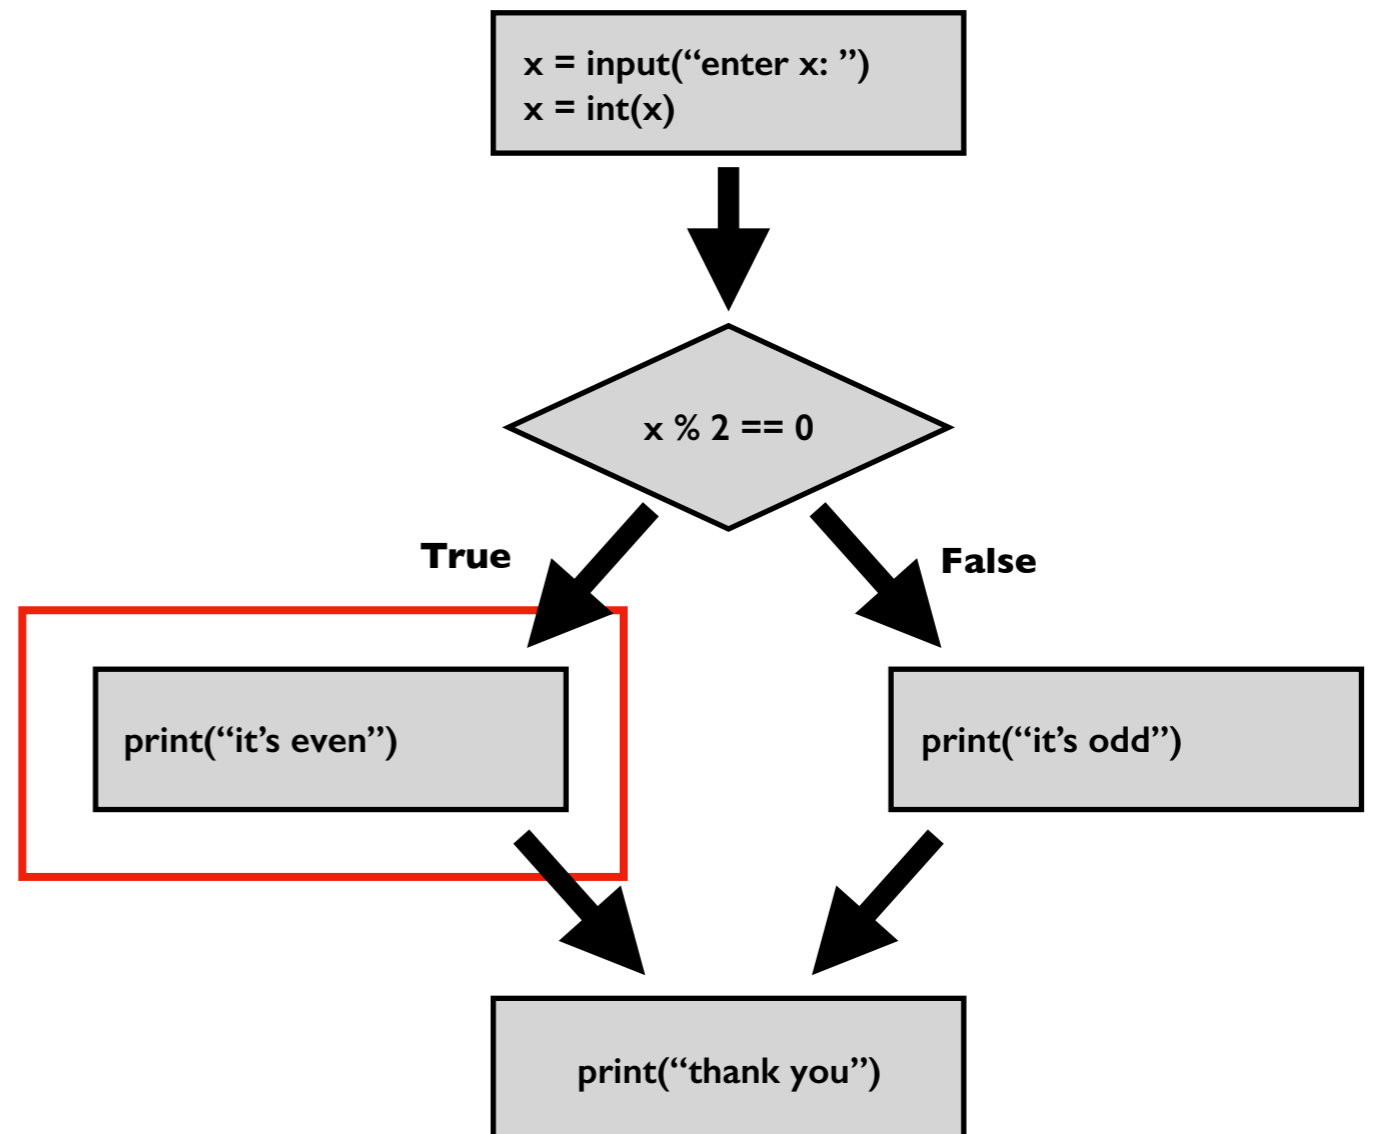 x = input(“enter x: ”)
x = int(x)
x % 2 == 0
True
False
print(“it’s even”)
print(“it’s odd”)
print(“thank you”)